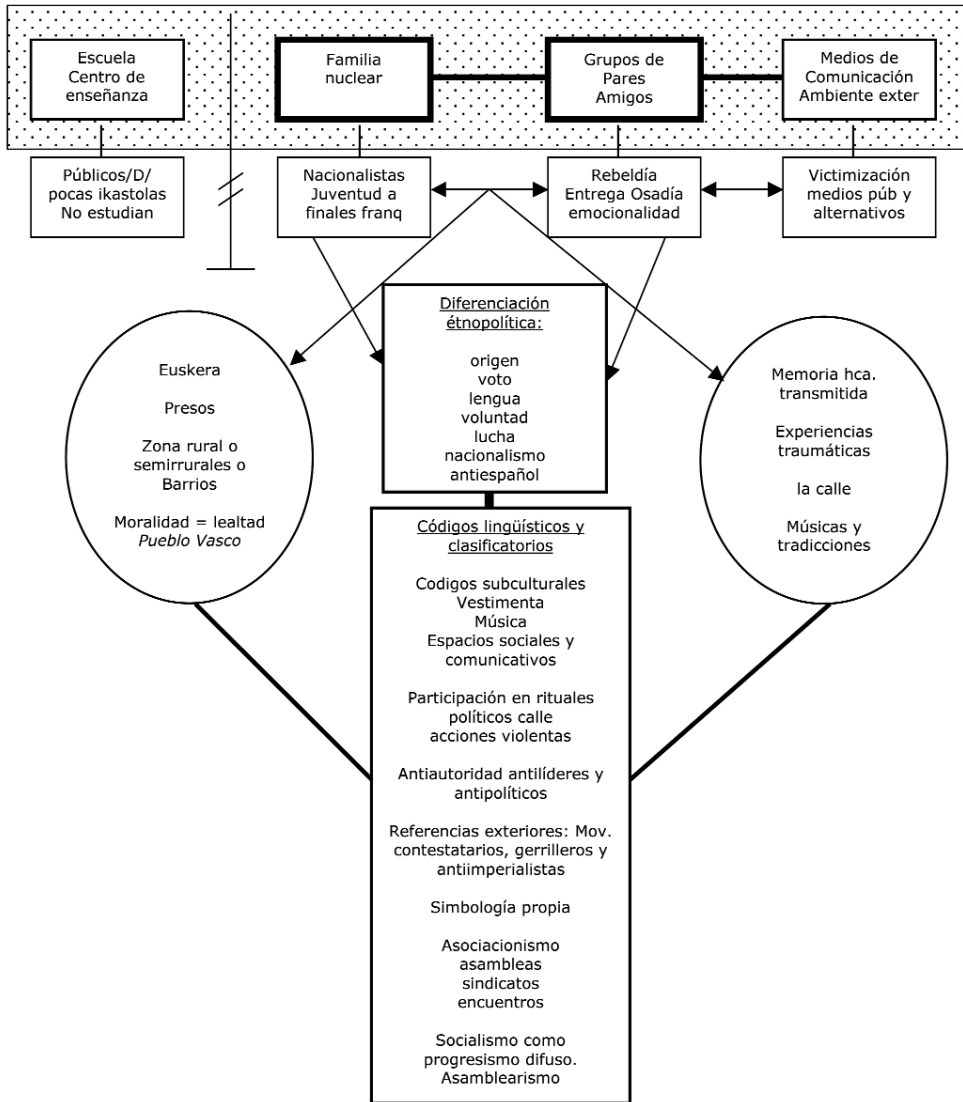 Escuela
Centro de
enseñanza
Familia
nuclear
Grupos de
Pares
Amigos
Medios de
Comunicación
Ambiente exter
Públicos/D/
pocas ikastolas
No estudian
Nacionalistas
Juventud a
finales franq
Rebeldía
Entrega Osadía
emocionalidad
Victimización
medios púb y
alternativos
Diferenciación
étnopolítica:
origen
voto
lengua
voluntad
lucha
nacionalismo
antiespañol
Euskera
Presos
Zona rural o
semirrurales o
Barrios
Moralidad = lealtad
Pueblo Vasco
Memoria hca.
transmitida
Experiencias
traumáticas
la calle
Músicas y
tradicciones
Códigos lingüísticos y
clasificatorios
Codigos subculturales
Vestimenta
Música
Espacios sociales y
comunicativos
Participación en rituales
políticos calle
acciones violentas
Antiautoridad antilíderes y
antipolíticos
Referencias exteriores: Mov.
contestatarios, gerrilleros y
antiimperialistas
Simbología propia
Asociacionismo
asambleas
sindicatos
encuentros
Socialismo como
progresismo difuso.
Asamblearismo